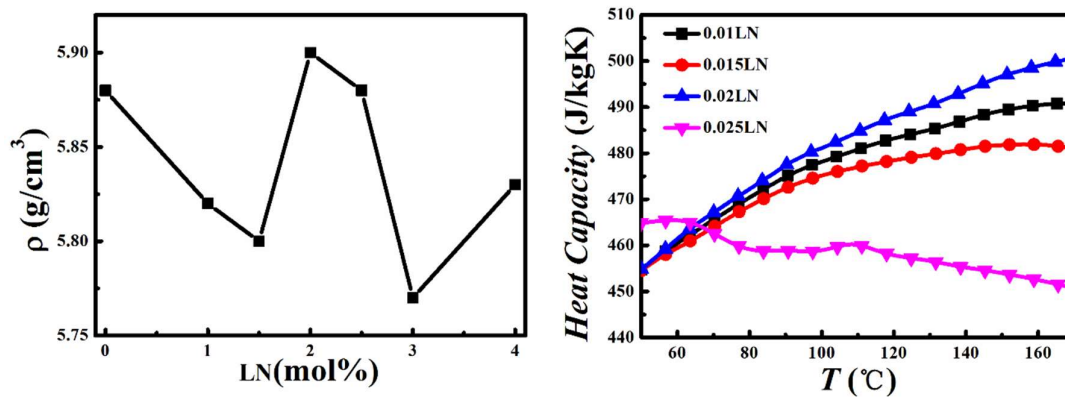 5.90
5.85
5.80
5.75
ρ (g/cm³)
0 1 2 3 4
LN(mol%)
510
500
490
480
470
460
450
440
Heat Capacity (J/kgK)
0.01LN
0.015LN
0.02LN
0.025LN
60 80 100 120 140 160
T (℃)